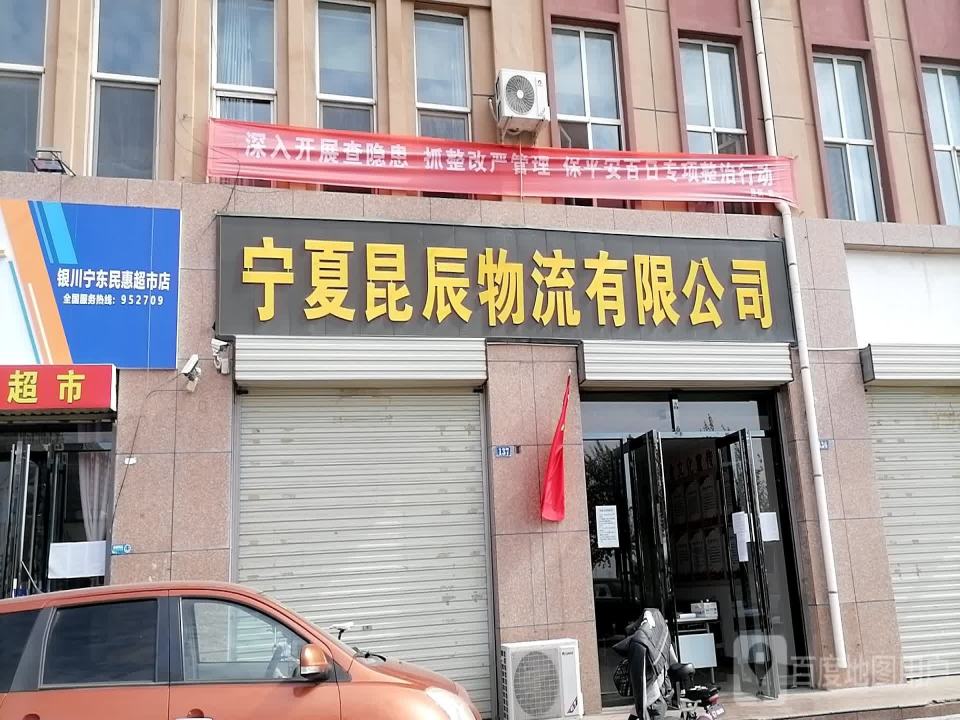 深入开展查隐患 抓整改严管理 保平安百日专项整治行动
宁夏昆辰物流有限公司
银川宁东民惠超市店
全国服务热线：952709
超市
137
百度地图